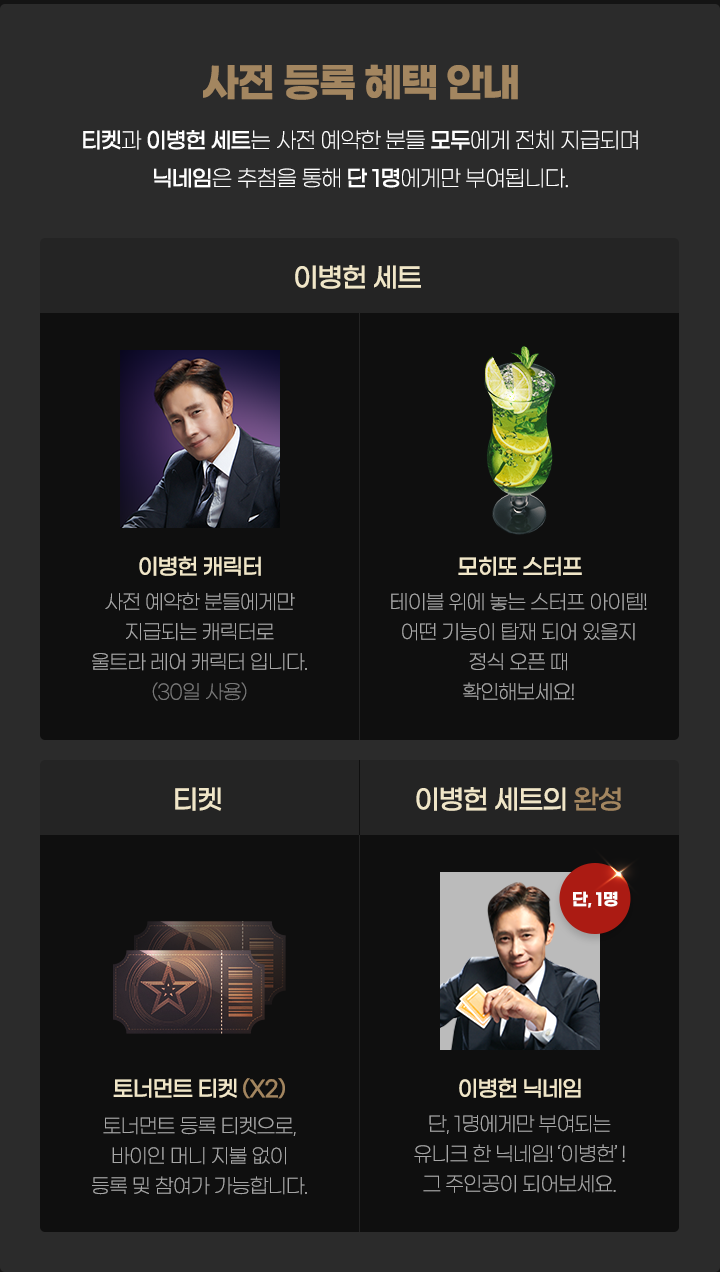 사전 등록 혜택 안내
티켓과 이병헌 세트는 사전 예약한 분들 모두에게 전체 지급되며
닉네임은 추첨을 통해 단 1명에게만 부여됩니다.
이병헌 세트
이병헌 캐릭터
사전 예약한 분들에게만
지급되는 캐릭터로
울트라 레어 캐릭터 입니다.
(30일 사용)
모히또 스터프
테이블 위에 놓는 스터프 아이템!
어떤 기능이 탑재 되어 있을지
정식 오픈 때
확인해보세요!
티켓
토너먼트 티켓 (X2)
토너먼트 등록 티켓으로,
바이인 머니 지불 없이
등록 및 참여가 가능합니다.
이병헌 세트의 완성
단, 1명
이병헌 닉네임
단, 1명에게만 부여되는
유니크 한 닉네임! ‘이병헌’ !
그 주인공이 되어보세요.